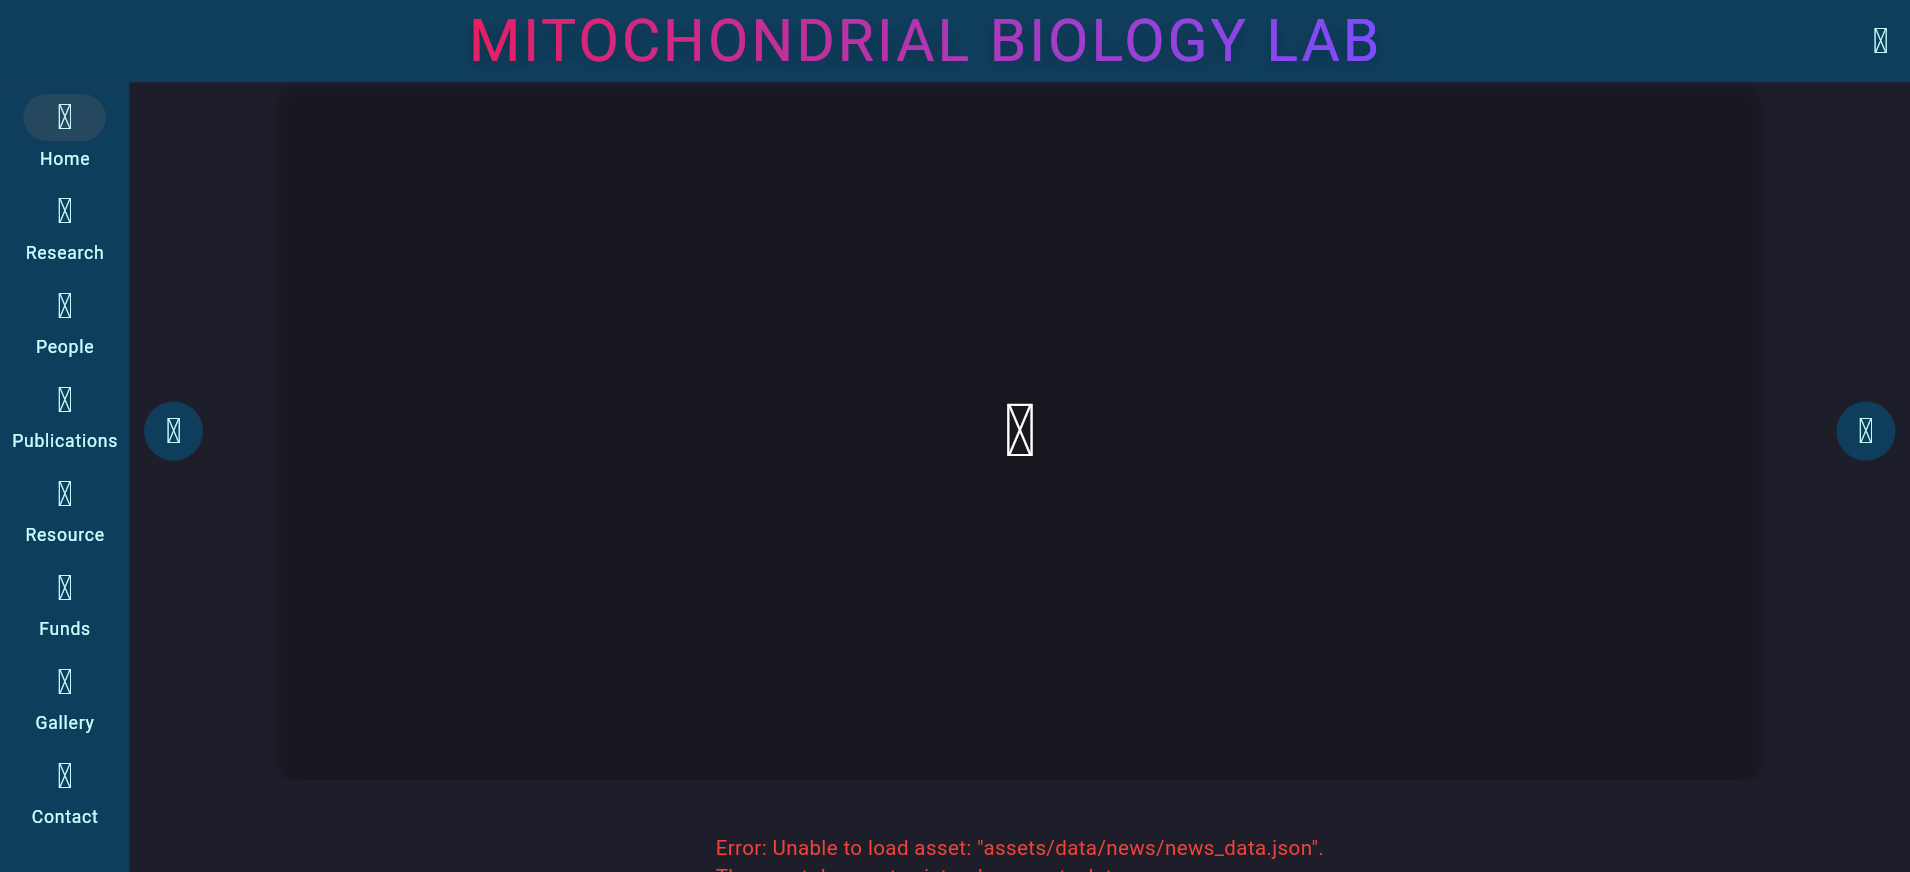 MITOCHONDRIAL BIOLOGY LAB
Home
Research
People
Publications
Resource
Funds
Gallery
Contact
Error: Unable to load asset: "assets/data/news/news_data.json".